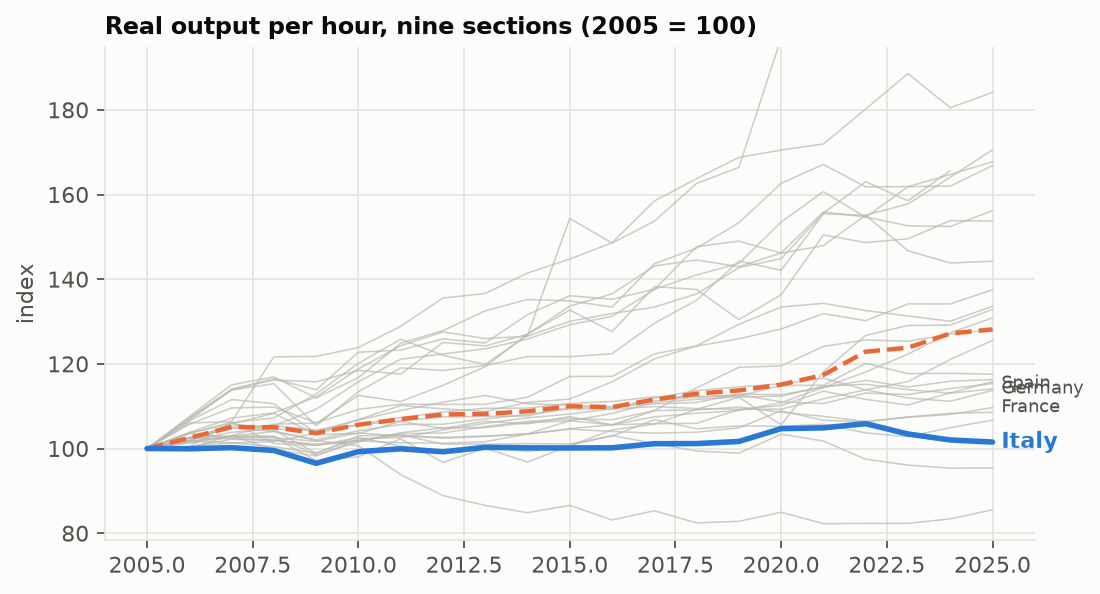 Real output per hour, nine sections (2005 = 100)
index
180
160
140
120
100
80
Spain
Germany
France
Italy
2005.0 2007.5 2010.0 2012.5 2015.0 2017.5 2020.0 2022.5 2025.0